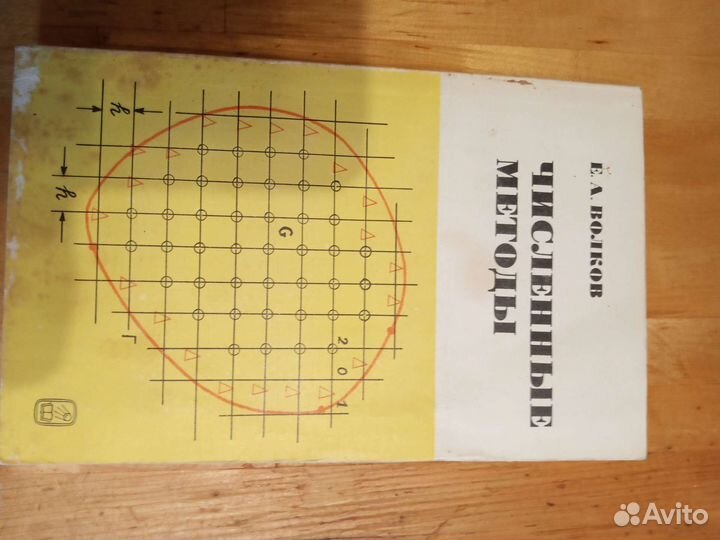 Е. А. ВОЛКОВ
ЧИСЛЕННЫЕ
МЕТОДЫ
h
h
G
Г
2
0
1
Avito